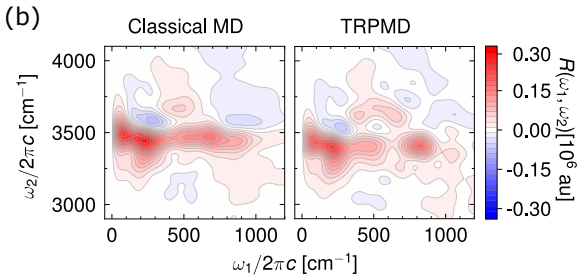 (b)
Classical MD
TRPMD
4000
3500
3000
ω₂/2πc [cm⁻¹]
0
500
1000
0
500
1000
ω₁/2πc [cm⁻¹]
0.30
0.15
0.00
-0.15
-0.30
R(ω₁, ω₂)[10⁶ au]